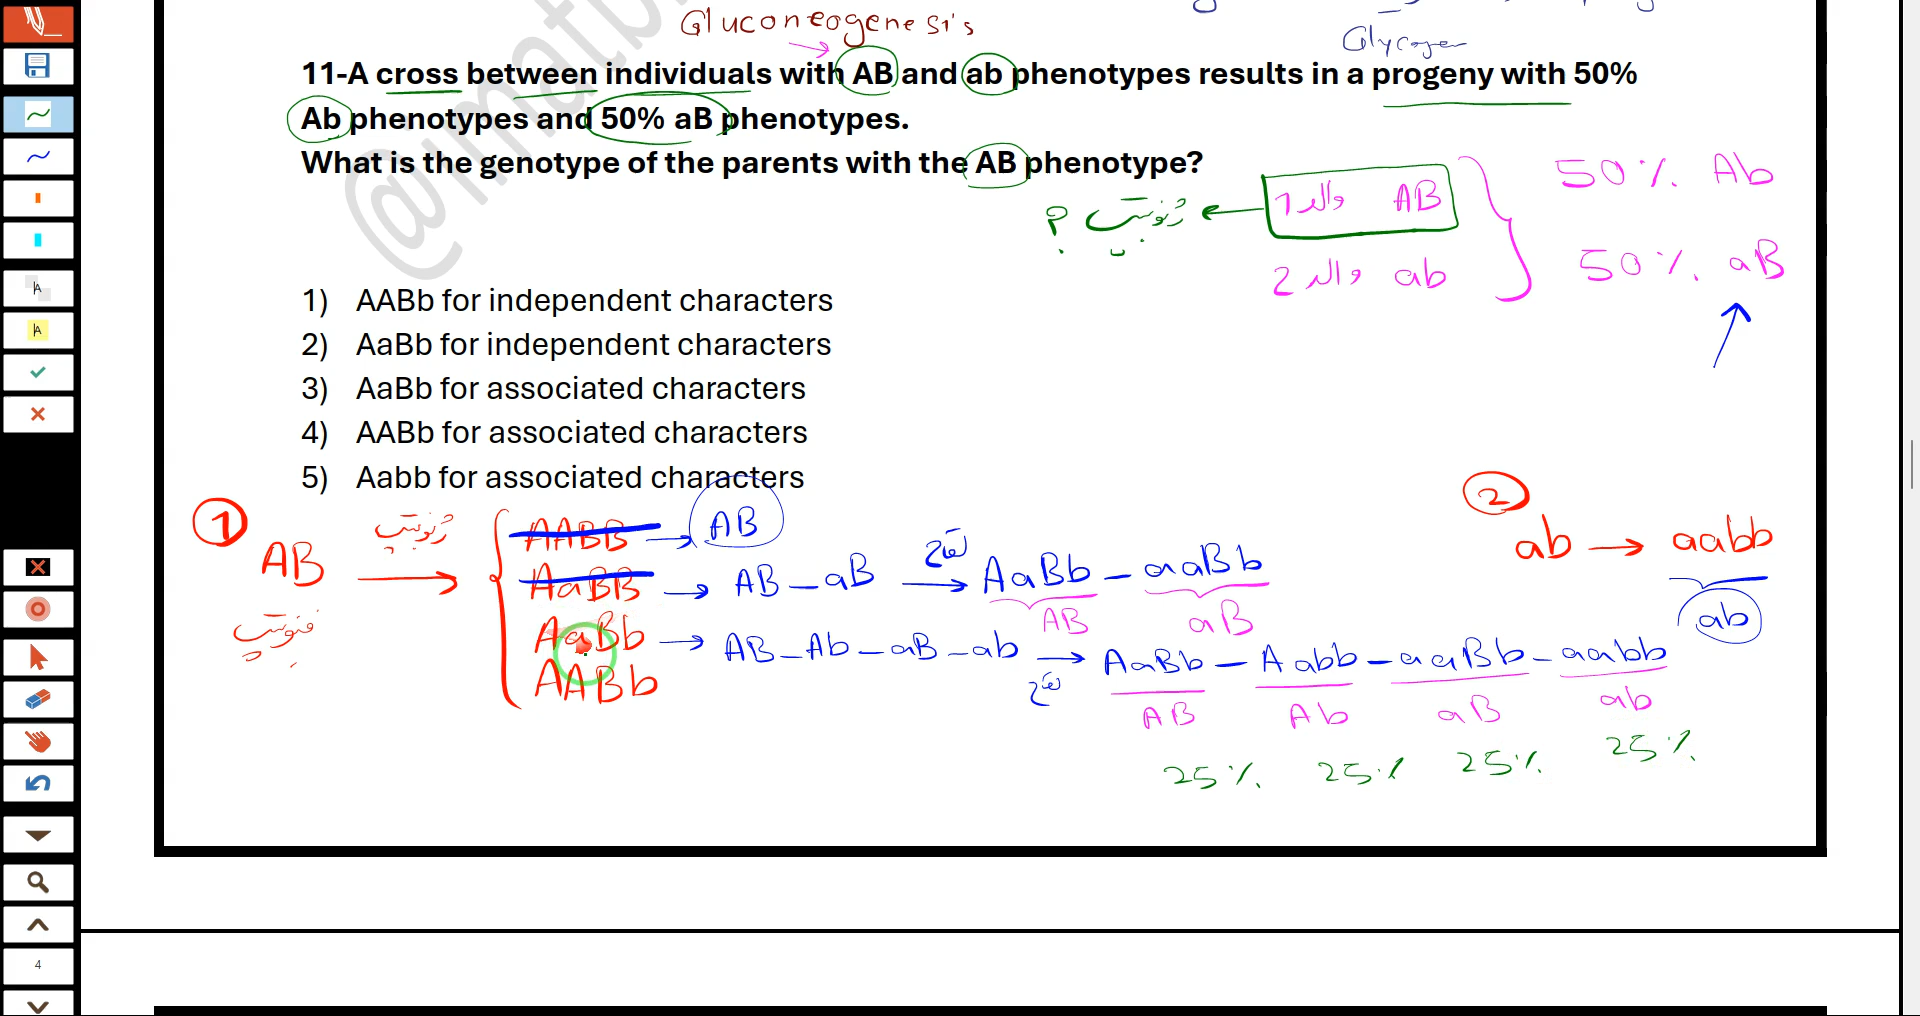 Gluconeogenesis
Glycogen
11-A cross between individuals with AB and ab phenotypes results in a progeny with 50%
Ab phenotypes and 50% aB phenotypes.
What is the genotype of the parents with the AB phenotype?
50% Ab
والد 1 AB
ژنوتیپ ؟
50% aB
والد 2 ab
1) AABb for independent characters
2) AaBb for independent characters
3) AaBb for associated characters
4) AABb for associated characters
5) Aabb for associated characters
1
AB
فنوتیپ
ژنوتیپ
AABB → AB
AaBB → AB – aB → AaBb – aaBb
AB aB
AaBb → AB – Ab – aB – ab → AaBb – Aabb – aaBb – aabb
AB Ab aB ab
AABb
25% 25% 25% 25%
2
ab → aabb
ab
@imatb
A
A
4